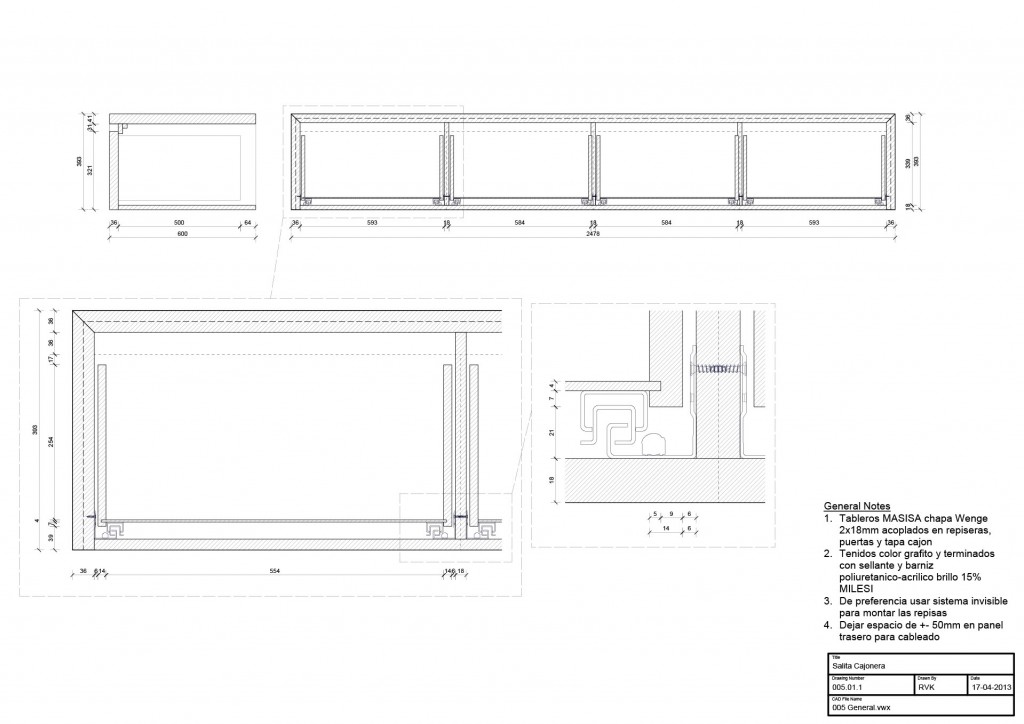 31 41
393
321
36 500 64
600
36
339
393
18
36 593 18 584 18 584 18 593 36
2478
36
36
17
393
254
4
7
39
36 6 14 554 14 6 18
4
7
21
18
5 9 6
14 6
General Notes
1. Tableros MASISA chapa Wenge
2x18mm acoplados en repiseras,
puertas y tapa cajon
2. Tenidos color grafito y terminados
con sellante y barniz
poliuretanico-acrilico brillo 15%
MILESI
3. De preferencia usar sistema invisible
para montar las repisas
4. Dejar espacio de +- 50mm en panel
trasero para cableado
Title
Salita Cajonera
Drawing Number Drawn By Date
005.01.1 RVK 17-04-2013
CAD File Name
005 General.vwx